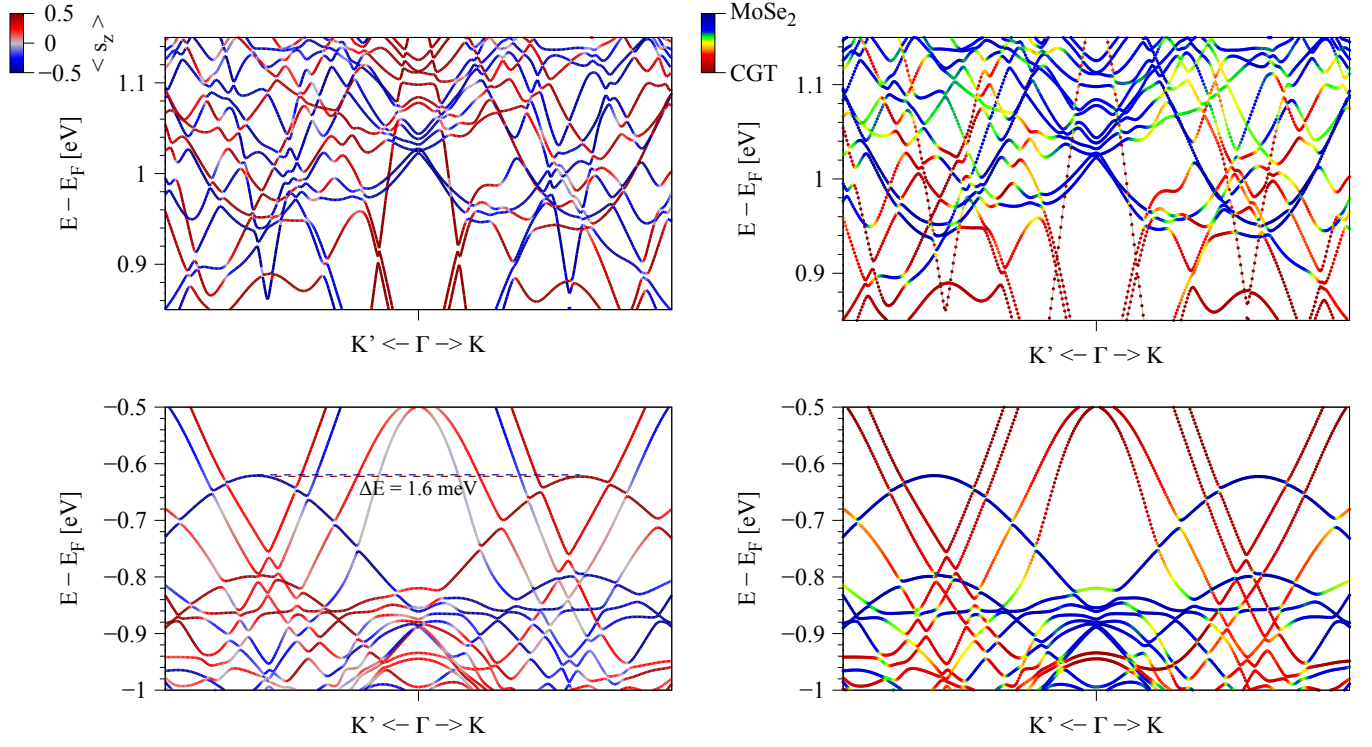 0.5
0
−0.5
< s_z >
MoSe₂
CGT
1.1
1
0.9
E − E_F [eV]
K’ <− Γ −> K
1.1
1
0.9
E − E_F [eV]
K’ <− Γ −> K
−0.5
−0.6
−0.7
−0.8
−0.9
−1
E − E_F [eV]
ΔE = 1.6 meV
K’ <− Γ −> K
−0.5
−0.6
−0.7
−0.8
−0.9
−1
E − E_F [eV]
K’ <− Γ −> K